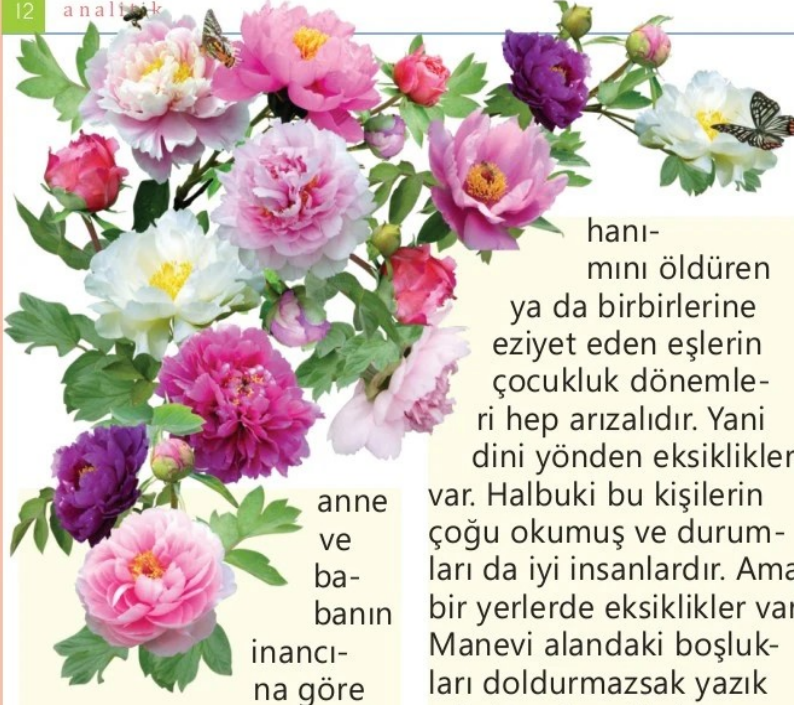 12 analitik
anne
ve
ba-
banın
inancı-
na göre
hanı-
mını öldüren
ya da birbirlerine
eziyet eden eşlerin
çocukluk dönemle-
ri hep arızalıdır. Yani
dini yönden eksiklikler
var. Halbuki bu kişilerin
çoğu okumuş ve durum-
ları da iyi insanlardır. Ama
bir yerlerde eksiklikler var
Manevi alandaki boşluk-
ları doldurmazsak yazık